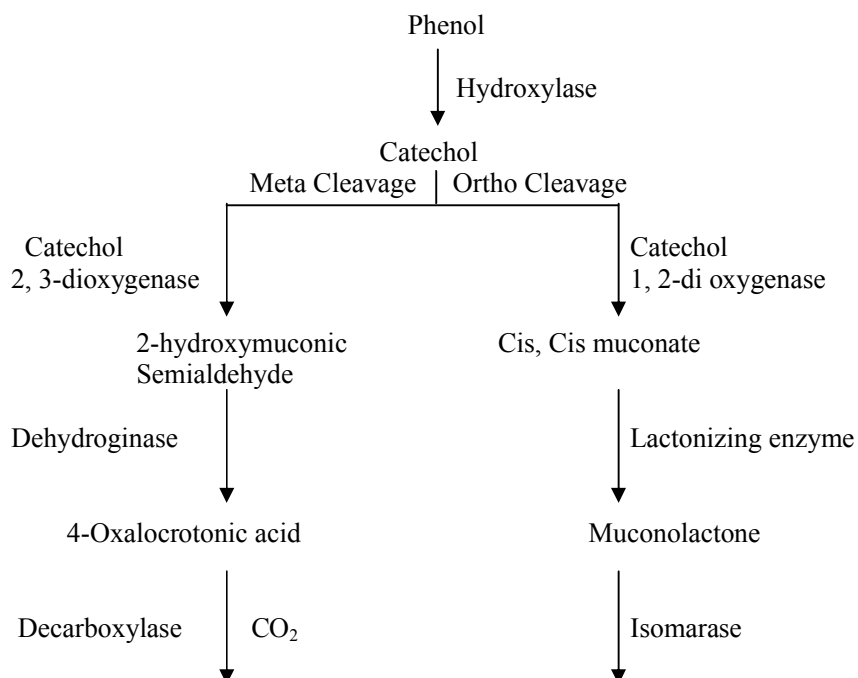 Phenol
Hydroxylase
Catechol
Meta Cleavage
Ortho Cleavage
Catechol
2, 3-dioxygenase
Catechol
1, 2-di oxygenase
2-hydroxymuconic
Semialdehyde
Cis, Cis muconate
Dehydroginase
Lactonizing enzyme
4-Oxalocrotonic acid
Muconolactone
Decarboxylase
CO₂
Isomarase